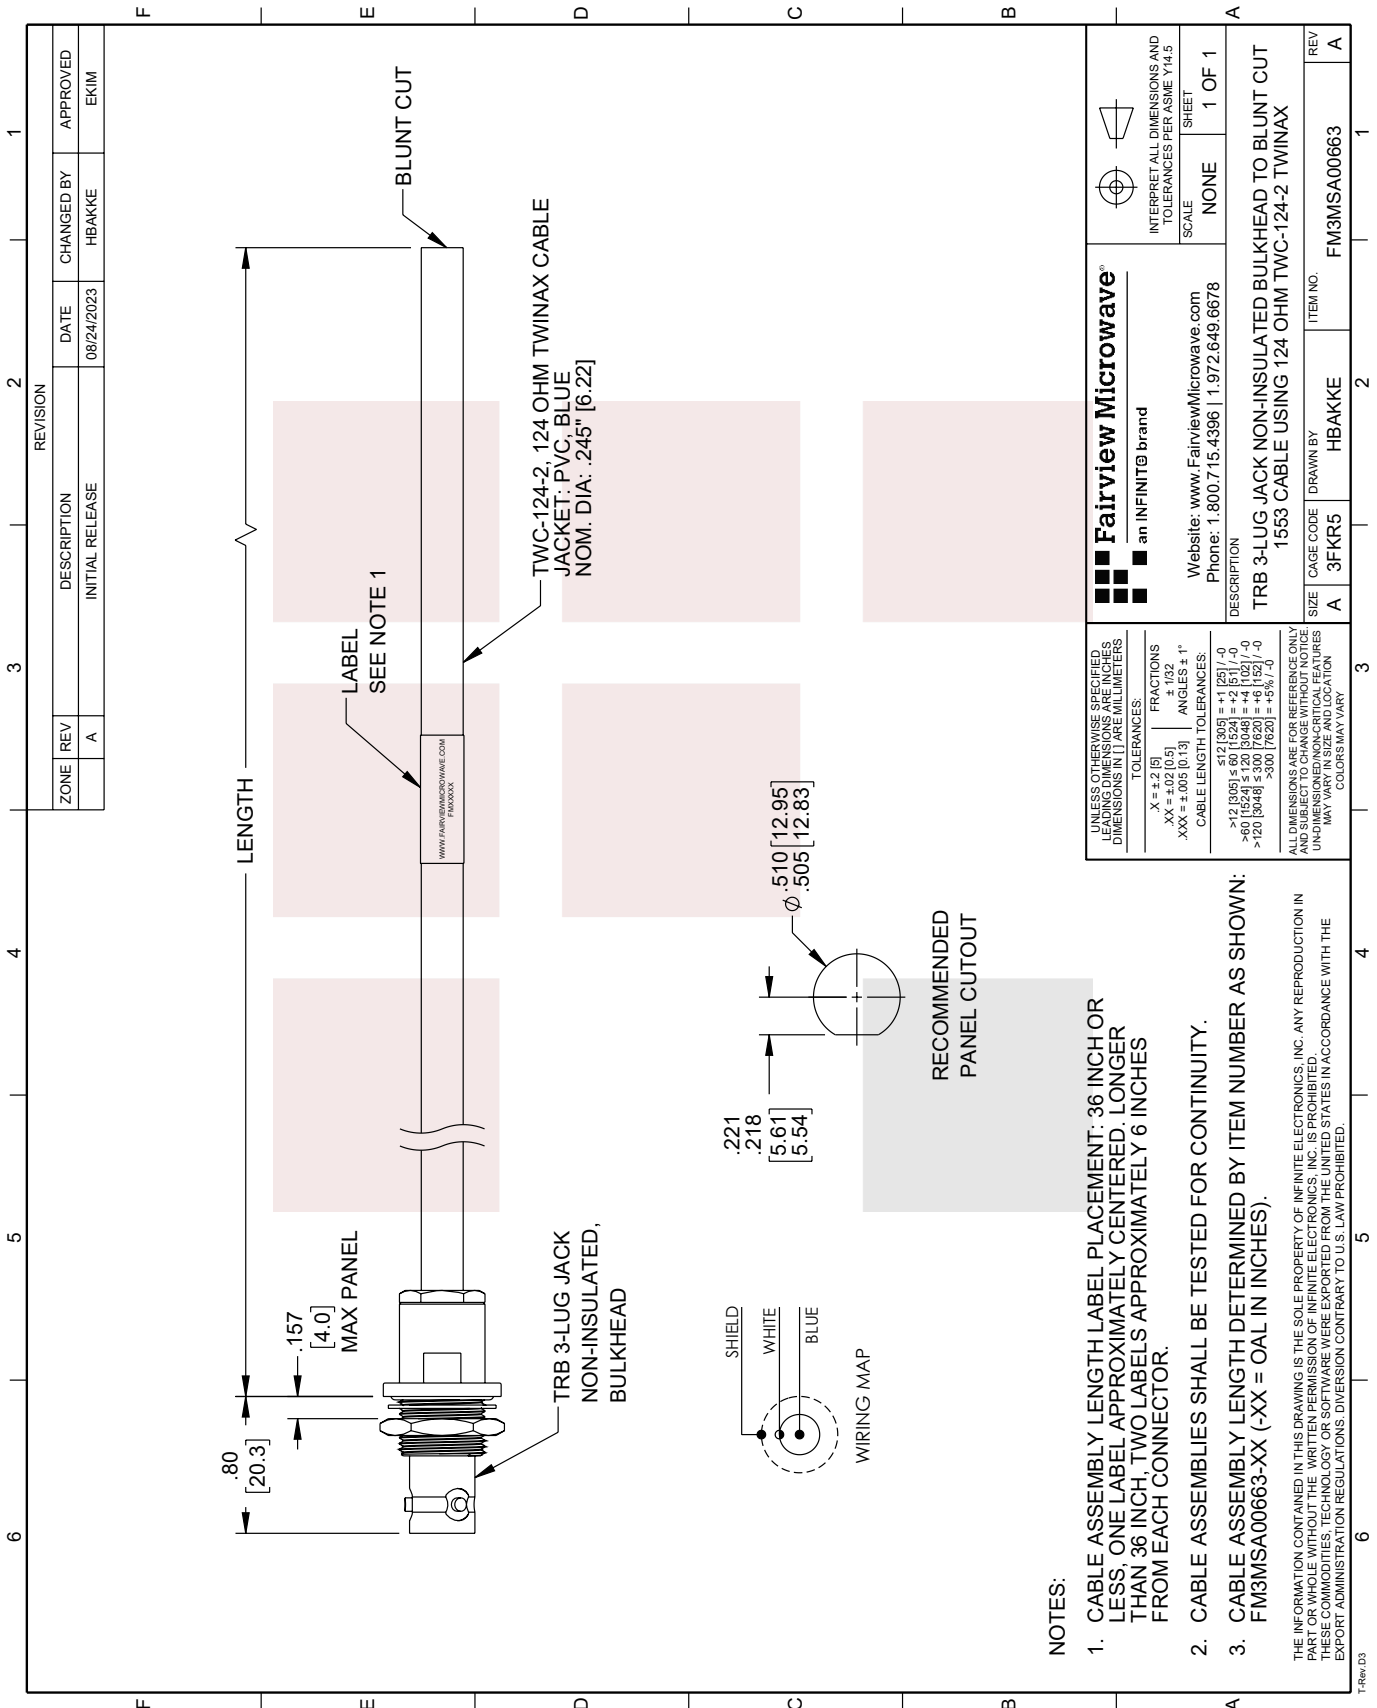 6
5
4
3
2
1
REVISION
ZONE
REV
DESCRIPTION
DATE
CHANGED BY
APPROVED
A
INITIAL RELEASE
08/24/2023
HBAKKE
EKIM
F
E
D
C
B
A
F
E
D
C
B
A
.80
[20.3]
LENGTH
.157
[4.0]
MAX PANEL
LABEL
SEE NOTE 1
BLUNT CUT
WWW.FAIRVIEWMICROWAVE.COM
FMXXXXX
TRB 3-LUG JACK
NON-INSULATED,
BULKHEAD
TWC-124-2, 124 OHM TWINAX CABLE
JACKET: PVC, BLUE
NOM. DIA: .245" [6.22]
SHIELD
WHITE
BLUE
WIRING MAP
.221
.218
[5.61]
[5.54]
Ø .510 [12.95]
.505 [12.83]
RECOMMENDED
PANEL CUTOUT
NOTES:
1. CABLE ASSEMBLY LENGTH LABEL PLACEMENT: 36 INCH OR
LESS, ONE LABEL APPROXIMATELY CENTERED. LONGER
THAN 36 INCH, TWO LABELS APPROXIMATELY 6 INCHES
FROM EACH CONNECTOR.
2. CABLE ASSEMBLIES SHALL BE TESTED FOR CONTINUITY.
3. CABLE ASSEMBLY LENGTH DETERMINED BY ITEM NUMBER AS SHOWN:
FM3MSA00663-XX (-XX = OAL IN INCHES).
THE INFORMATION CONTAINED IN THIS DRAWING IS THE SOLE PROPERTY OF INFINITE ELECTRONICS, INC. ANY REPRODUCTION IN
PART OR WHOLE WITHOUT THE WRITTEN PERMISSION OF INFINITE ELECTRONICS, INC. IS PROHIBITED.
THESE COMMODITIES, TECHNOLOGY OR SOFTWARE WERE EXPORTED FROM THE UNITED STATES IN ACCORDANCE WITH THE
EXPORT ADMINISTRATION REGULATIONS. DIVERSION CONTRARY TO U.S. LAW PROHIBITED.
UNLESS OTHERWISE SPECIFIED
LEADING DIMENSIONS ARE INCHES
DIMENSIONS IN [ ] ARE MILLIMETERS
TOLERANCES:
.X = ±.2 [5]
.XX = ±.02 [0.5]
.XXX = ±.005 [0.13]
FRACTIONS
± 1/32
ANGLES ± 1°
CABLE LENGTH TOLERANCES:
≤12 [305] = +1 [25] / -0
>12 [305] ≤ 60 [1524] = +2 [51] / -0
>60 [1524] ≤ 120 [3048] = +4 [102] / -0
>120 [3048] ≤ 300 [7620] = +6 [152] / -0
>300 [7620] = +5% / -0
ALL DIMENSIONS ARE FOR REFERENCE ONLY
AND SUBJECT TO CHANGE WITHOUT NOTICE.
UN-DIMENSIONED/NON-CRITICAL FEATURES
MAY VARY IN SIZE AND LOCATION
COLORS MAY VARY
Fairview Microwave®
an INFINIT@ brand
Website: www.FairviewMicrowave.com
Phone: 1.800.715.4396 | 1.972.649.6678
INTERPRET ALL DIMENSIONS AND
TOLERANCES PER ASME Y14.5
SCALE
NONE
SHEET
1 OF 1
DESCRIPTION
TRB 3-LUG JACK NON-INSULATED BULKHEAD TO BLUNT CUT
1553 CABLE USING 124 OHM TWC-124-2 TWINAX
SIZE
A
CAGE CODE
3FKR5
DRAWN BY
HBAKKE
ITEM NO.
FM3MSA00663
REV
A
T-Rev.D3
6
5
4
3
2
1